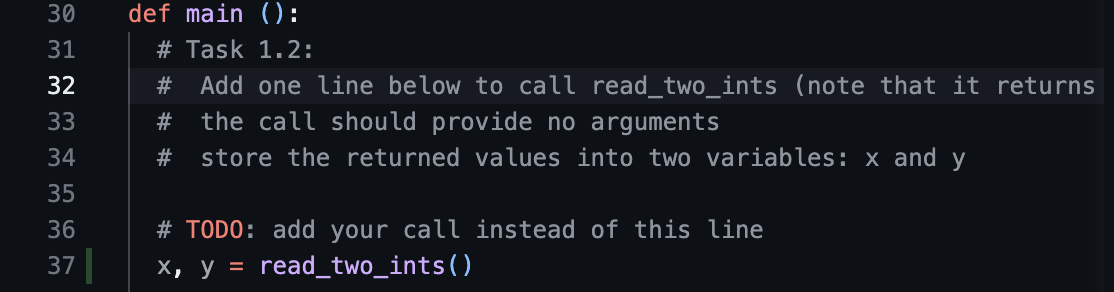 30 def main ():
31 # Task 1.2:
32 #  Add one line below to call read_two_ints (note that it returns
33 #  the call should provide no arguments
34 #  store the returned values into two variables: x and y
35
36 # TODO: add your call instead of this line
37 x, y = read_two_ints()